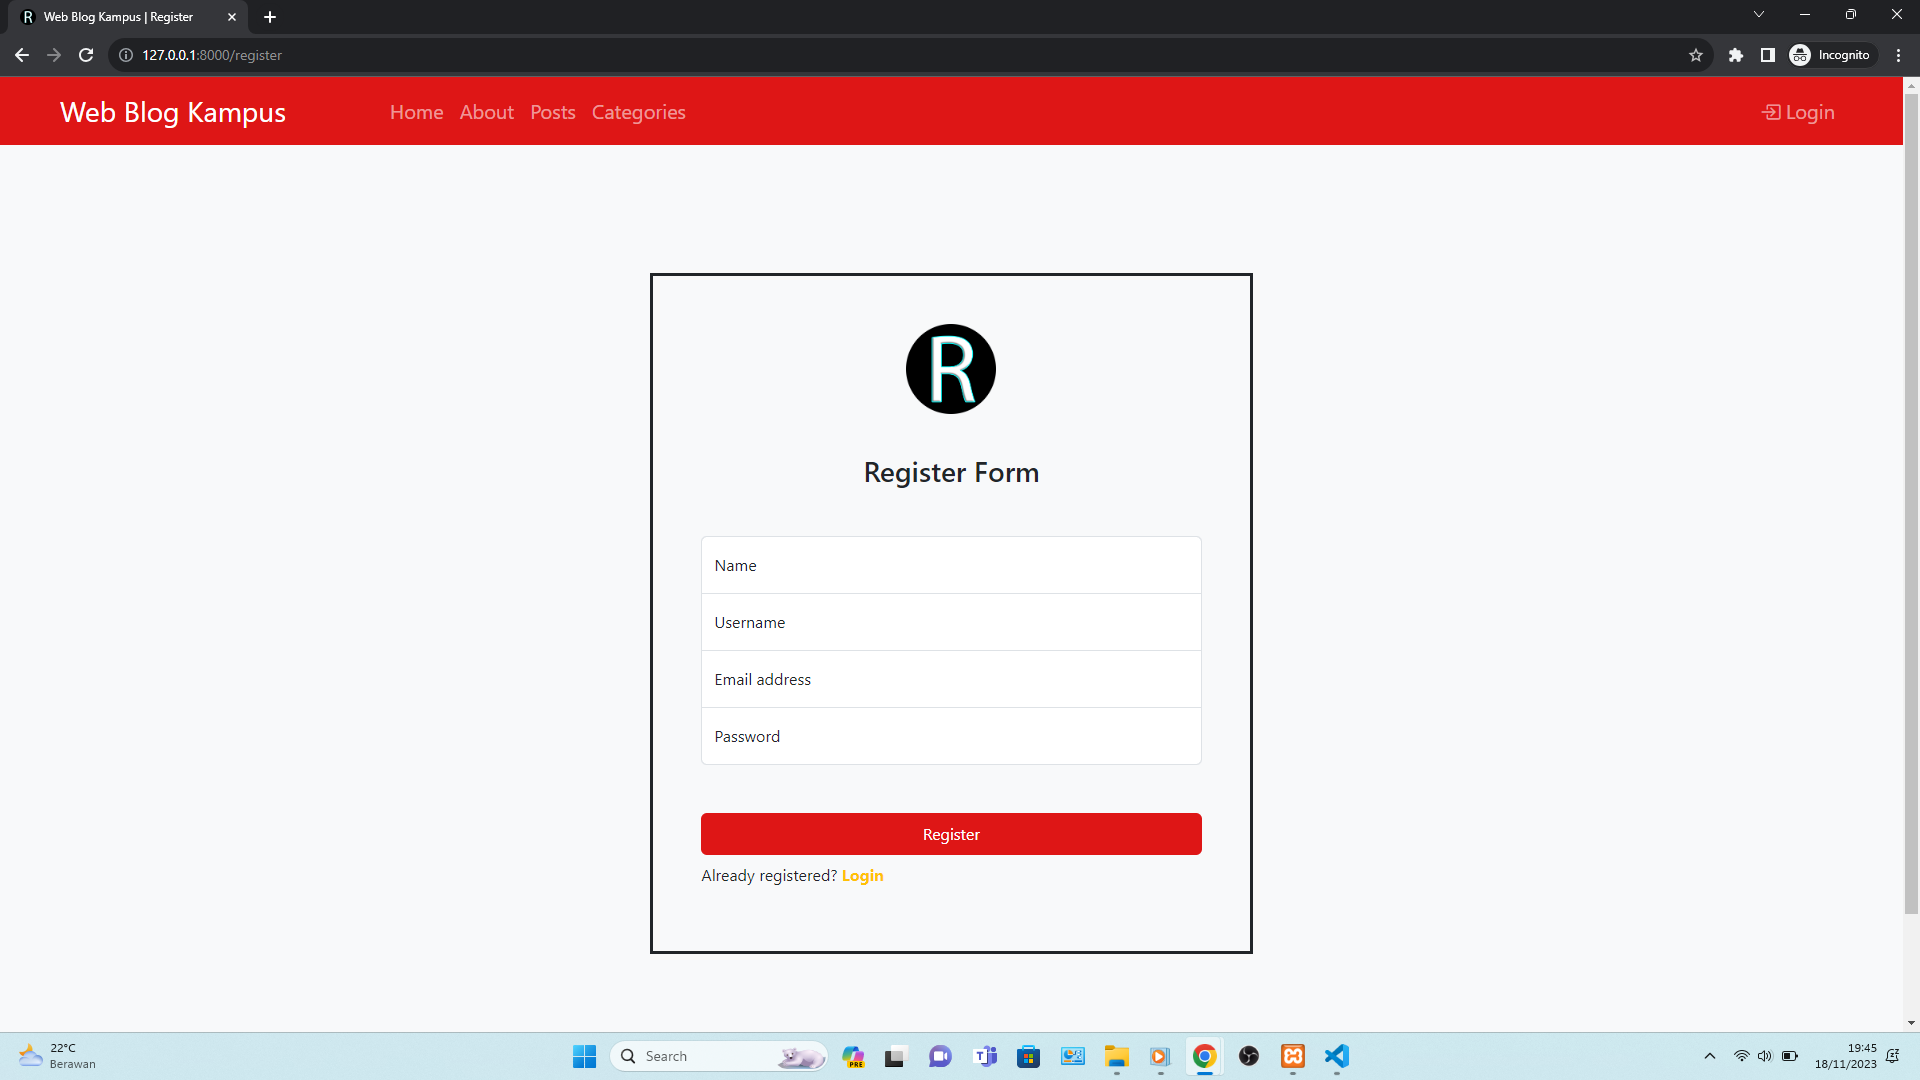 Web Blog Kampus | Register
127.0.0.1:8000/register
Incognito
Web Blog Kampus
Home
About
Posts
Categories
Login
R
Register Form
Name
Username
Email address
Password
Register
Already registered? Login
22°C
Berawan
Search
PRE
19:45
18/11/2023